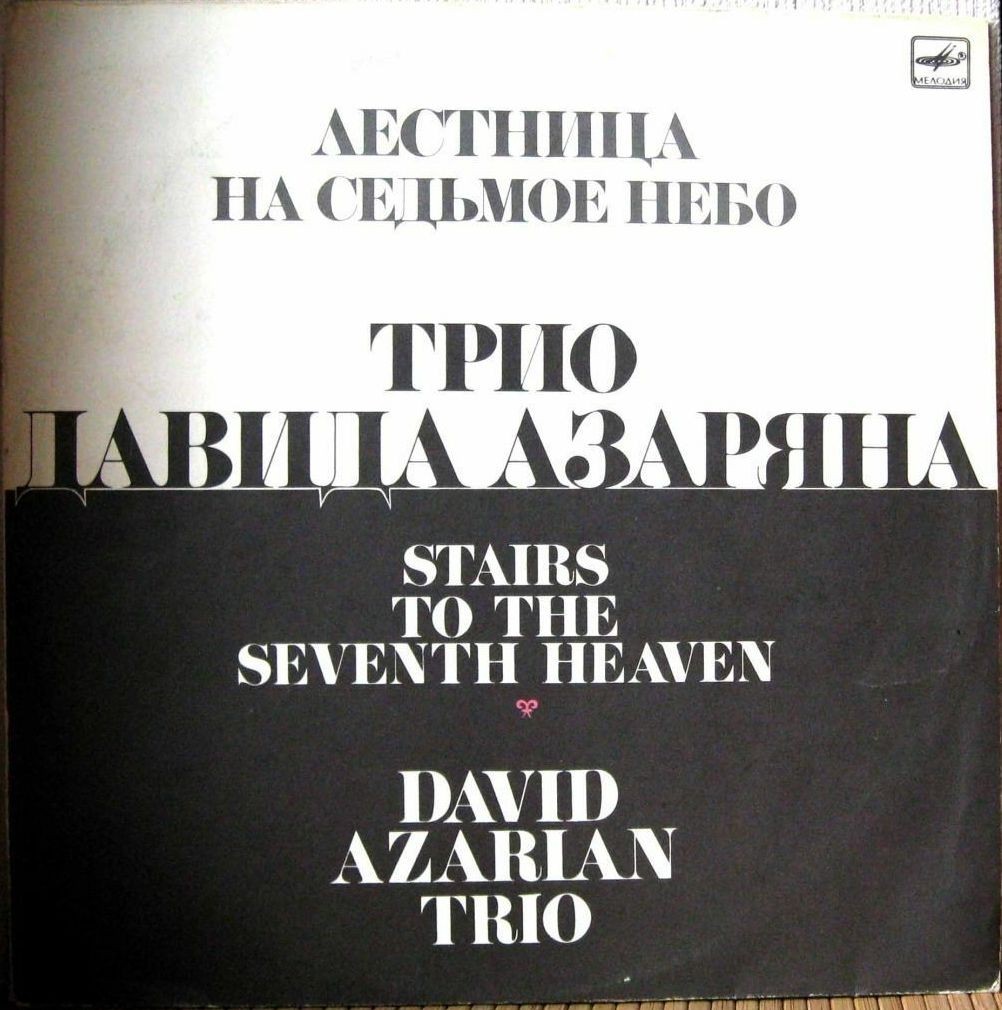 МЕЛОДИЯ
ЛЕСТНИЦА
НА СЕДЬМОЕ НЕБО
ТРИО
ДАВИДА АЗАРЯНА
STAIRS
TO THE
SEVENTH HEAVEN
DAVID
AZARIAN
TRIO